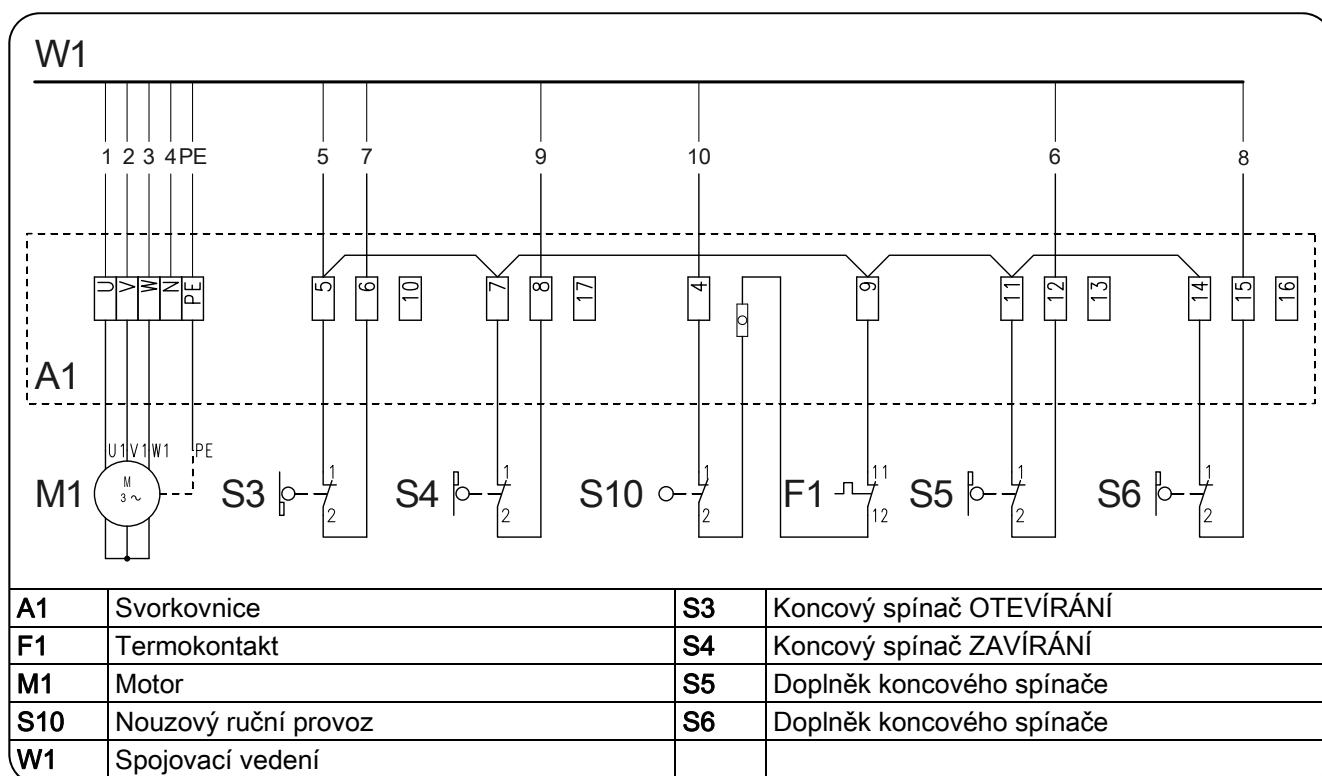 W1
1 2 3 4 PE 5 7 9 10 6 8
U V W N PE 5 6 10 7 8 17 4 9 11 12 13 14 15 16
A1
U1 V1 W1 PE
M1 M 3 ~ S3 1 2 S4 1 2 S10 1 2 F1 11 12 S5 1 2 S6 1 2
A1 Svorkovnice S3 Koncový spínač OTEVÍRÁNÍ
F1 Termokontakt S4 Koncový spínač ZAVÍRÁNÍ
M1 Motor S5 Doplněk koncového spínače
S10 Nouzový ruční provoz S6 Doplněk koncového spínače
W1 Spojovací vedení